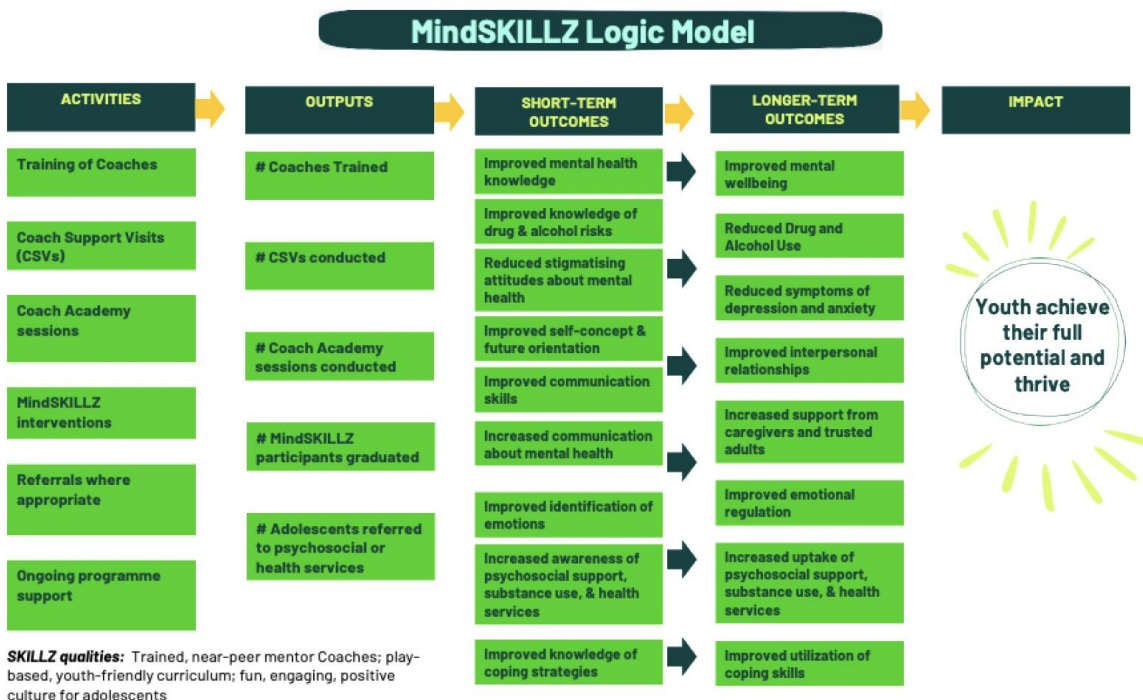 MindSKILLZ Logic Model
ACTIVITIES
Training of Coaches
Coach Support Visits
(CSVs)
Coach Academy
sessions
MindSKILLZ
interventions
Referrals where
appropriate
Ongoing programme
support
OUTPUTS
# Coaches Trained
# CSVs conducted
# Coach Academy
sessions conducted
# MindSKILLZ
participants graduated
# Adolescents referred
to psychosocial or
health services
SHORT-TERM
OUTCOMES
Improved mental health
knowledge
Improved knowledge of
drug & alcohol risks
Reduced stigmatising
attitudes about mental
health
Improved self-concept &
future orientation
Improved communication
skills
Increased communication
about mental health
Improved identification of
emotions
Increased awareness of
psychosocial support,
substance use, & health
services
Improved knowledge of
coping strategies
LONGER-TERM
OUTCOMES
Improved mental
wellbeing
Reduced Drug and
Alcohol Use
Reduced symptoms of
depression and anxiety
Improved interpersonal
relationships
Increased support from
caregivers and trusted
adults
Improved emotional
regulation
Increased uptake of
psychosocial support,
substance use, & health
services
Improved utilization of
coping skills
IMPACT
Youth achieve
their full
potential and
thrive
SKILLZ qualities: Trained, near-peer mentor Coaches; play-
based, youth-friendly curriculum; fun, engaging, positive
culture for adolescents